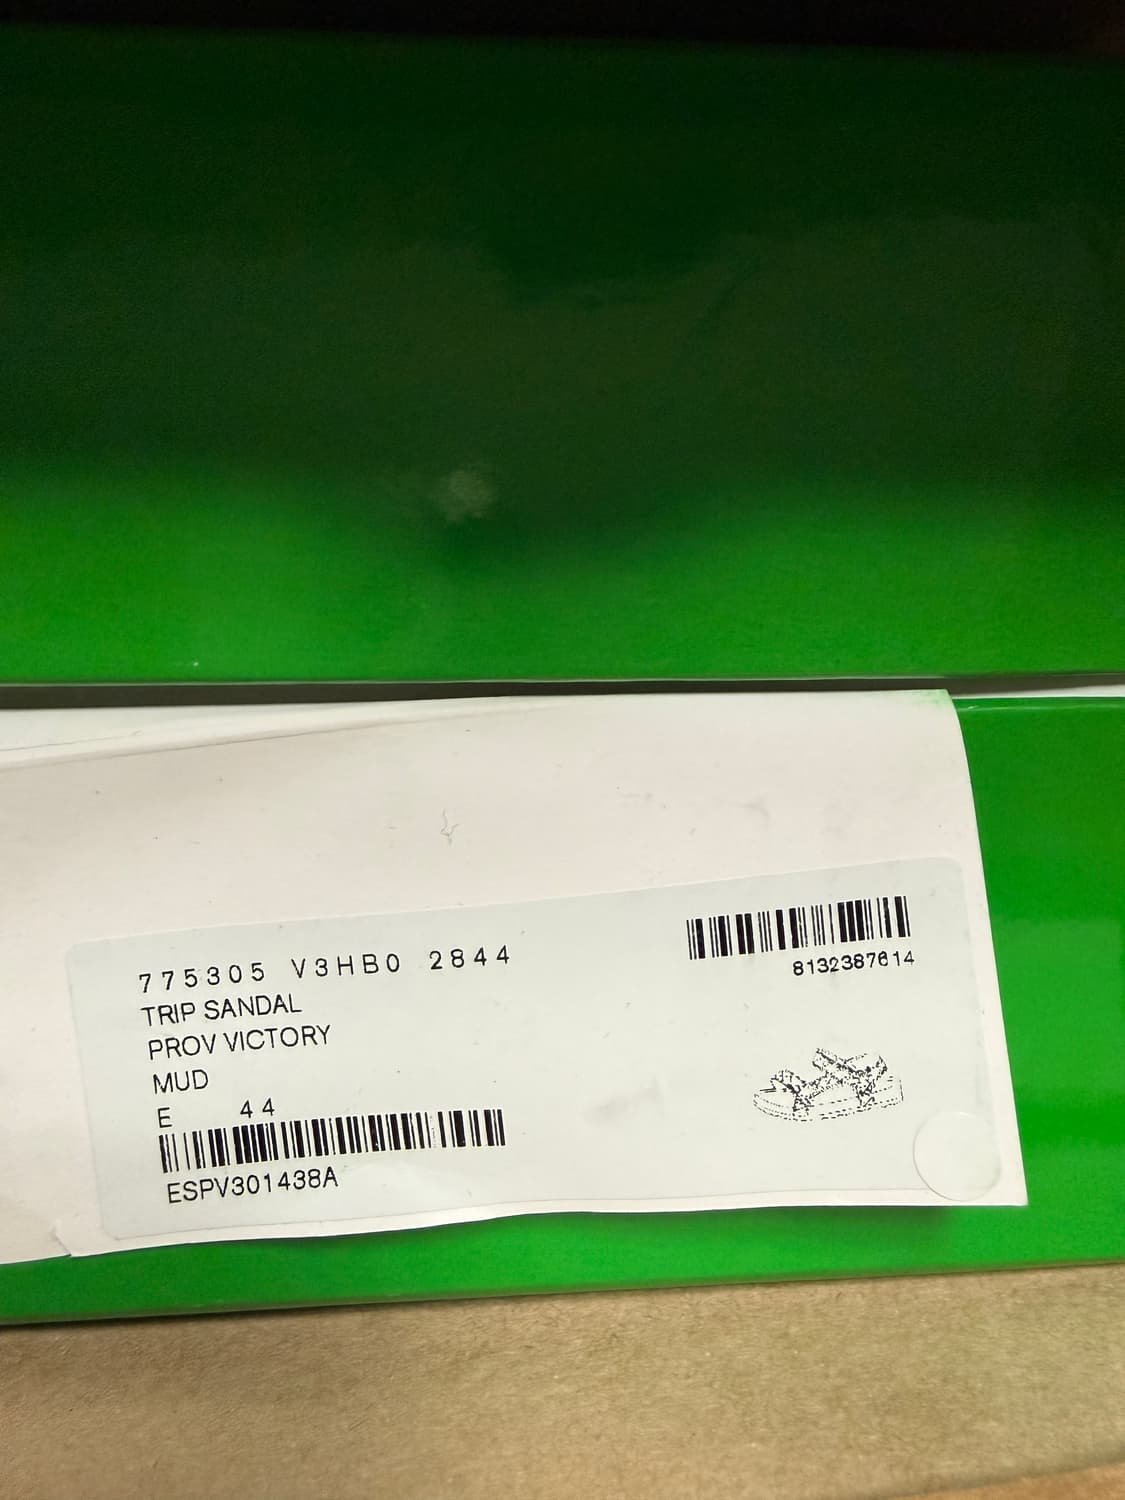 775305 V3HB0 2844
8132387614
TRIP SANDAL
PROV VICTORY
MUD
E 44
ESPV301438A